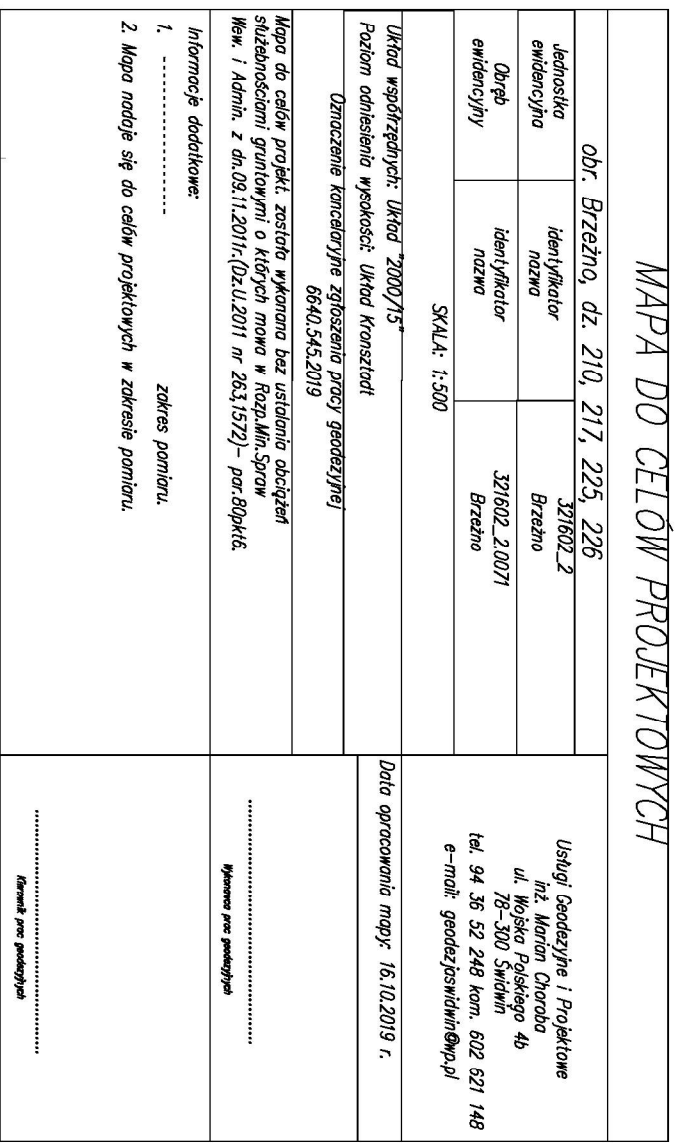 MAPA DO CELÓW PROJEKTOWYCH
obr. Brzeźno, dz. 210, 217, 225, 226
Jednostka
ewidencyjna
identyfikator
nazwa
321602_2
Brzeźno
Obręb
ewidencyjny
identyfikator
nazwa
321602_2.0071
Brzeźno
SKALA: 1:500
Układ współrzędnych: Układ "2000/15"
Poziom odniesienia wysokości: Układ Kronsztadt
Oznaczenie kancelaryjne zgłoszenia pracy geodezyjnej
6640.545.2019
Mapa do celów projekt. została wykonana bez ustalania obciążeń
służebnościami gruntowymi o których mowa w Rozp.Min.Spraw
Wew. i Admin. z dn.09.11.2011r.(Dz.U.2011 nr 263,1572)- par.80pkt6.
Informacje dodatkowe:
1. ---------------- zakres pomiaru.
2. Mapa nadaje się do celów projektowych w zakresie pomiaru.
Usługi Geodezyjne i Projektowe
inż. Marian Choroba
ul. Wojska Polskiego 4b
78-300 Świdwin
tel. 94 36 52 248 kom. 602 621 148
e-mail: geodezjaswidwin@wp.pl
Data opracowania mapy: 16.10.2019 r.
Wykonawca prac geodezyjnych
Kierownik prac geodezyjnych